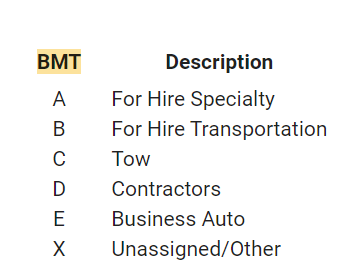 BMT Description
A For Hire Specialty
B For Hire Transportation
C Tow
D Contractors
E Business Auto
X Unassigned/Other